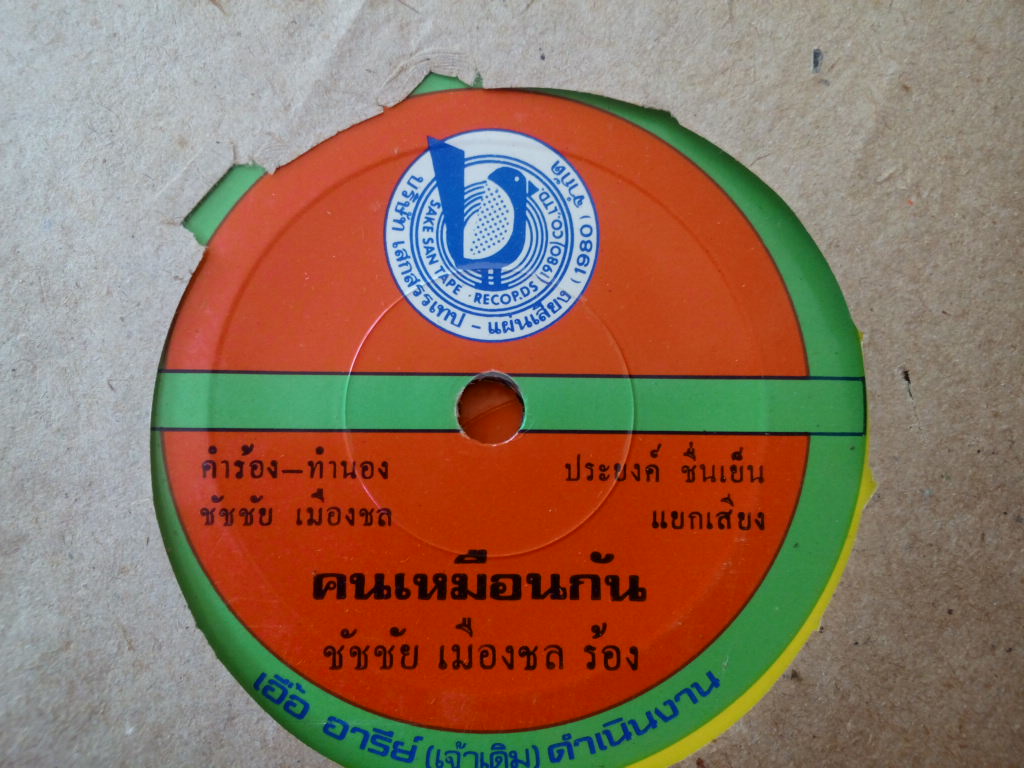 บริษัท เสกสรรเทป - แผ่นเสียง (1980) จำกัด
SAKE SAN TAPE · RECORDS (1980) CO.,LTD.
คำร้อง—ทำนอง
ชัชชัย เมืองชล
ประยงค์ ชื่นเย็น
แยกเสียง
คนเหมือนกัน
ชัชชัย เมืองชล ร้อง
เอื้อ อารีย์ (เจ้าเดิม) ดำเนินงาน